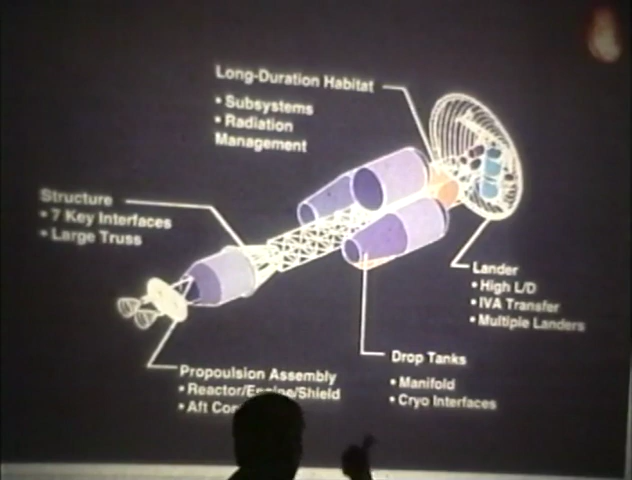 Long-Duration Habitat
• Subsystems
• Radiation
Management
Structure
• 7 Key Interfaces
• Large Truss
Lander
• High L/D
• IVA Transfer
• Multiple Landers
Propoulsion Assembly
• Reactor/Engine/Shield
• Aft
Drop Tanks
• Manifold
• Cryo Interfaces